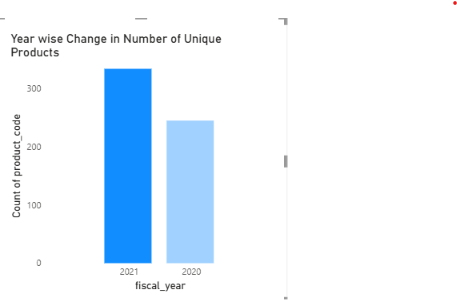 Year wise Change in Number of Unique
Products
Count of product_code
300
200
100
0
2021
2020
fiscal_year